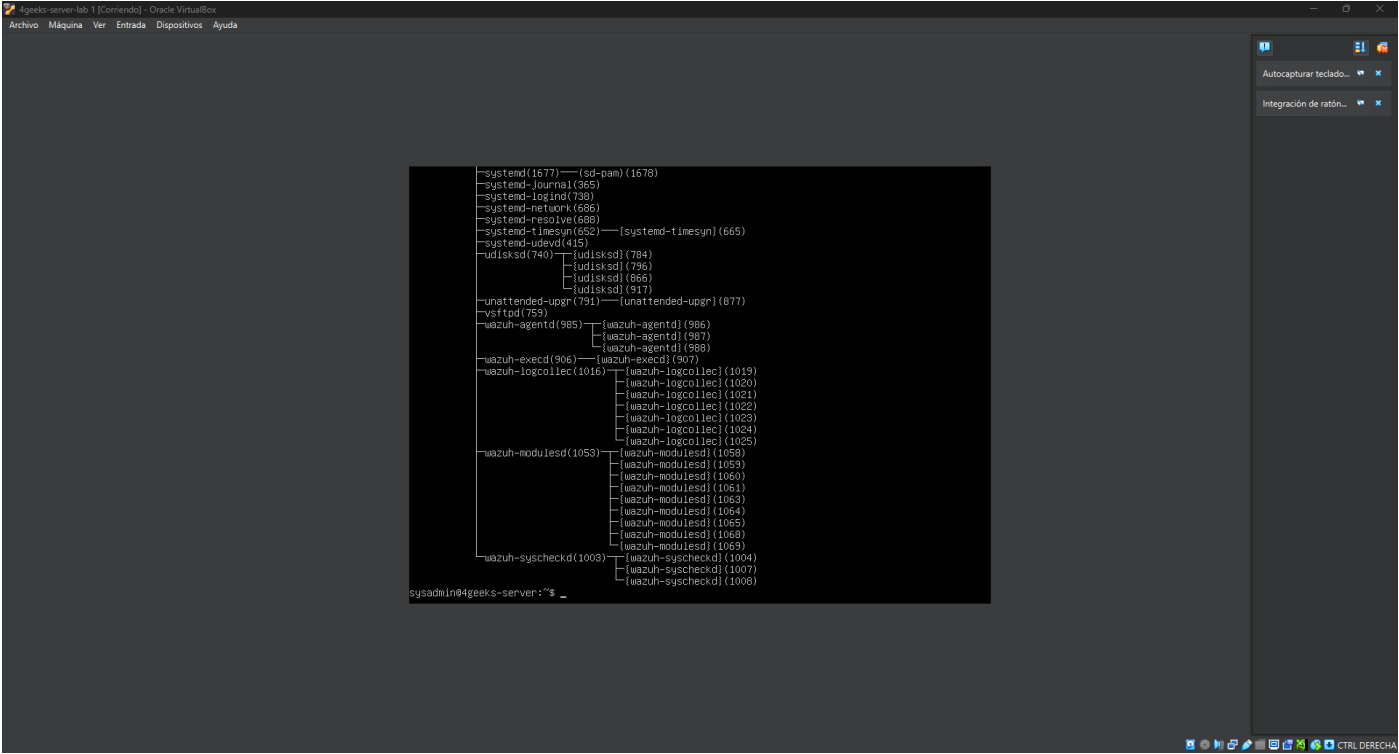 4geeks-server-lab 1 [Corriendo] - Oracle VirtualBox
Archivo Máquina Ver Entrada Dispositivos Ayuda
Autocapturar teclado...
Integración de ratón...
├─systemd(1677)───(sd-pam)(1678)
├─systemd-journal(365)
├─systemd-logind(738)
├─systemd-network(686)
├─systemd-resolve(688)
├─systemd-timesyn(652)───{systemd-timesyn}(665)
├─systemd-udevd(415)
├─udisksd(740)─┬─{udisksd}(784)
├─{udisksd}(796)
├─{udisksd}(866)
└─{udisksd}(917)
├─unattended-upgr(791)───{unattended-upgr}(877)
├─vsftpd(759)
├─wazuh-agentd(985)─┬─{wazuh-agentd}(986)
├─{wazuh-agentd}(987)
└─{wazuh-agentd}(988)
├─wazuh-execd(906)───{wazuh-execd}(907)
├─wazuh-logcollec(1016)─┬─{wazuh-logcollec}(1019)
├─{wazuh-logcollec}(1020)
├─{wazuh-logcollec}(1021)
├─{wazuh-logcollec}(1022)
├─{wazuh-logcollec}(1023)
├─{wazuh-logcollec}(1024)
└─{wazuh-logcollec}(1025)
├─wazuh-modulesd(1053)─┬─{wazuh-modulesd}(1058)
├─{wazuh-modulesd}(1059)
├─{wazuh-modulesd}(1060)
├─{wazuh-modulesd}(1061)
├─{wazuh-modulesd}(1063)
├─{wazuh-modulesd}(1064)
├─{wazuh-modulesd}(1065)
├─{wazuh-modulesd}(1068)
└─{wazuh-modulesd}(1069)
└─wazuh-syscheckd(1003)─┬─{wazuh-syscheckd}(1004)
├─{wazuh-syscheckd}(1007)
└─{wazuh-syscheckd}(1008)
sysadmin@4geeks-server:~$ _
CTRL DERECHA